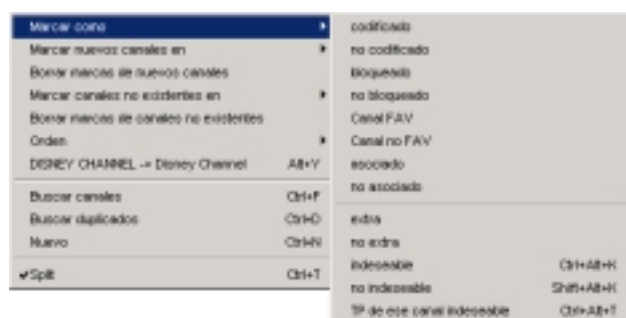 Marcar como
Marcar nuevos canales en
Borrar marcas de nuevos canales
Marcar canales no existentes en
Borrar marcas de canales no existentes
Orden
DISNEY CHANNEL -> Disney Channel Alt+Y
Buscar canales Ctrl+F
Buscar duplicados Ctrl+D
Nuevo Ctrl+N
Split Ctrl+T
codificado
no codificado
bloqueado
no bloqueado
Canal FAV
Canal no FAV
asociado
no asociado
extra
no extra
indeseable Ctrl+Alt+K
no indeseable Shift+Alt+K
TP de ese canal indeseable Ctrl+Alt+T